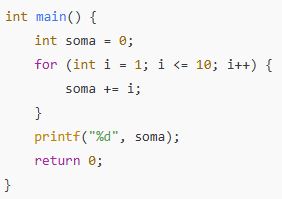 int main() {
    int soma = 0;
    for (int i = 1; i <= 10; i++) {
        soma += i;
    }
    printf("%d", soma);
    return 0;
}